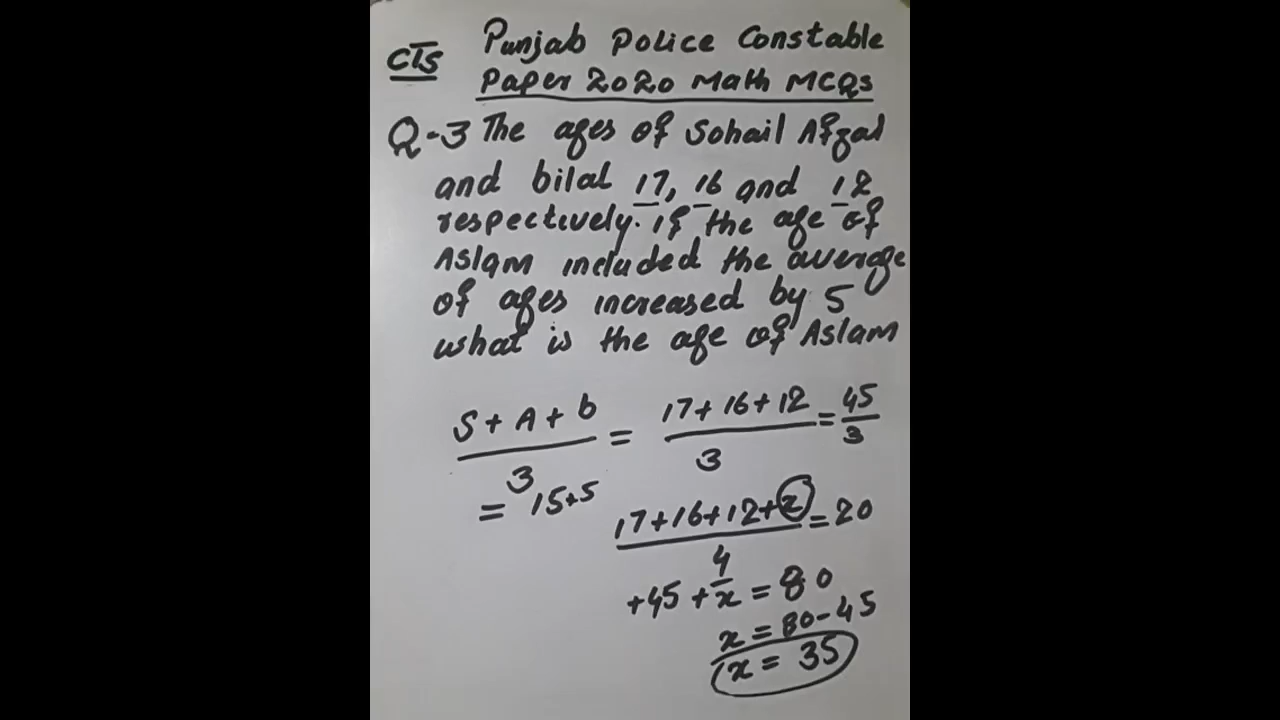 CTS Punjab Police Constable
Paper 2020 Math MCQs
Q-3 The ages of Sohail Afzal
and bilal 17, 16 and 12
respectively. if the age of
Aslam included the average
of ages increased by 5
what is the age of Aslam
S + A + b / 3 = 17 + 16 + 12 / 3 = 45 / 3
= 15+5
17+16+12+x / 4 = 20
+45 + x = 80
x = 80-45
x = 35